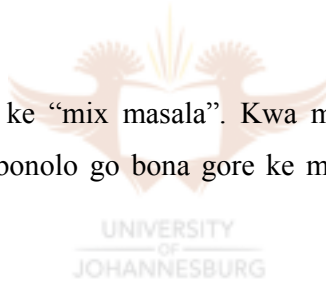 ke “mix masala”. Kwa m
bonolo go bona gore ke m
UNIVERSITY
OF
JOHANNESBURG